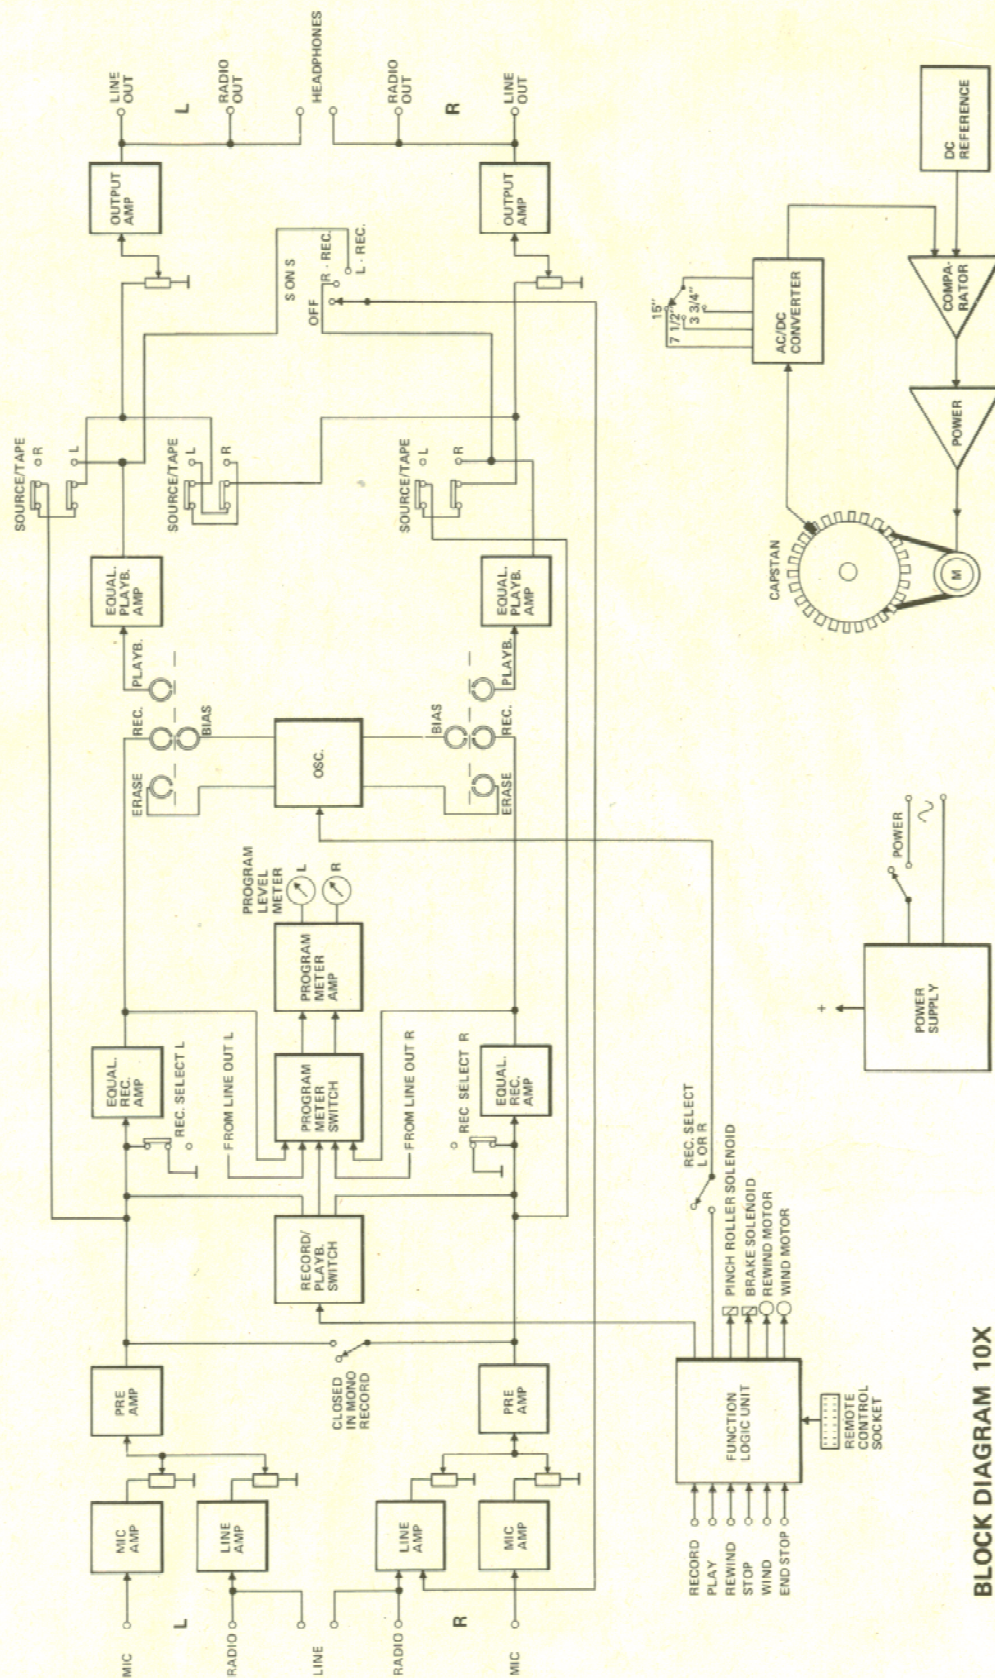 BLOCK DIAGRAM 10X
MIC
L
RADIO
LINE
RADIO
R
MIC
MIC
AMP
LINE
AMP
LINE
AMP
MIC
AMP
PRE
AMP
PRE
AMP
CLOSED
IN MONO
RECORD
RECORD/
PLAYB.
SWITCH
EQUAL.
REC.
AMP
REC. SELECT L
FROM LINE OUT L
PROGRAM
METER
SWITCH
FROM LINE OUT R
REC SELECT R
EQUAL.
REC.
AMP
PROGRAM
METER
AMP
PROGRAM
LEVEL
METER
L
R
ERASE
REC.
BIAS
PLAYB.
OSC.
BIAS
ERASE
REC.
PLAYB.
EQUAL.
PLAYB.
AMP
EQUAL.
PLAYB.
AMP
SOURCE/TAPE
R
L
SOURCE/TAPE
L
R
SOURCE/TAPE
L
R
S ON S
OFF
R - REC.
L - REC.
OUTPUT
AMP
OUTPUT
AMP
LINE
OUT
L
RADIO
OUT
HEADPHONES
RADIO
OUT
R
LINE
OUT
RECORD
PLAY
REWIND
STOP
WIND
END STOP
FUNCTION
LOGIC UNIT
REMOTE
CONTROL
SOCKET
PINCH ROLLER SOLENOID
BRAKE SOLENOID
REWIND MOTOR
WIND MOTOR
REC. SELECT
L OR R
+
POWER
SUPPLY
POWER
CAPSTAN
M
15"
7 1/2"
3 3/4"
AC/DC
CONVERTER
POWER
COMPA-
RATOR
DC
REFERENCE